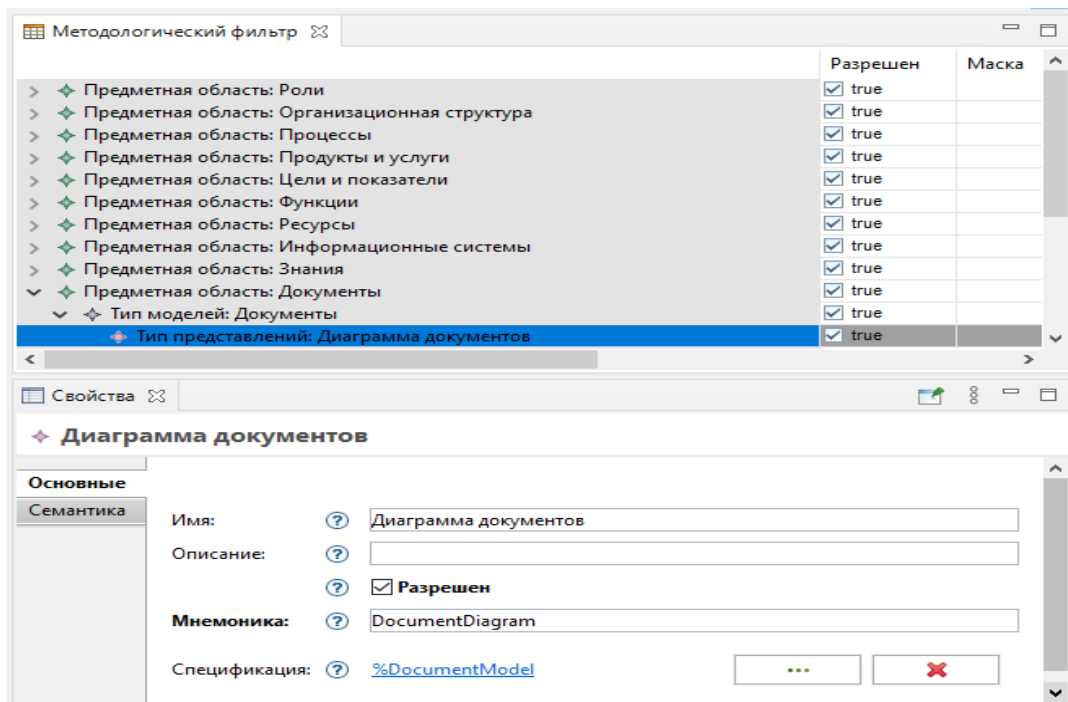 Методологический фильтр
Разрешен Маска
Предметная область: Роли true
Предметная область: Организационная структура true
Предметная область: Процессы true
Предметная область: Продукты и услуги true
Предметная область: Цели и показатели true
Предметная область: Функции true
Предметная область: Ресурсы true
Предметная область: Информационные системы true
Предметная область: Знания true
Предметная область: Документы true
Тип моделей: Документы true
Тип представлений: Диаграмма документов true
Свойства
Диаграмма документов
Основные
Семантика
Имя: ? Диаграмма документов
Описание: ?
? Разрешен
Мнемоника: ? DocumentDiagram
Спецификация: ? %DocumentModel ...